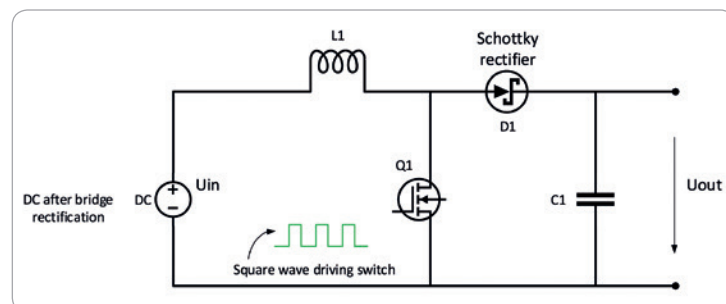 L1
Schottky
rectifier
D1
Q1
DC after bridge
rectification
DC
+
−
Uin
C1
Uout
Square wave driving switch